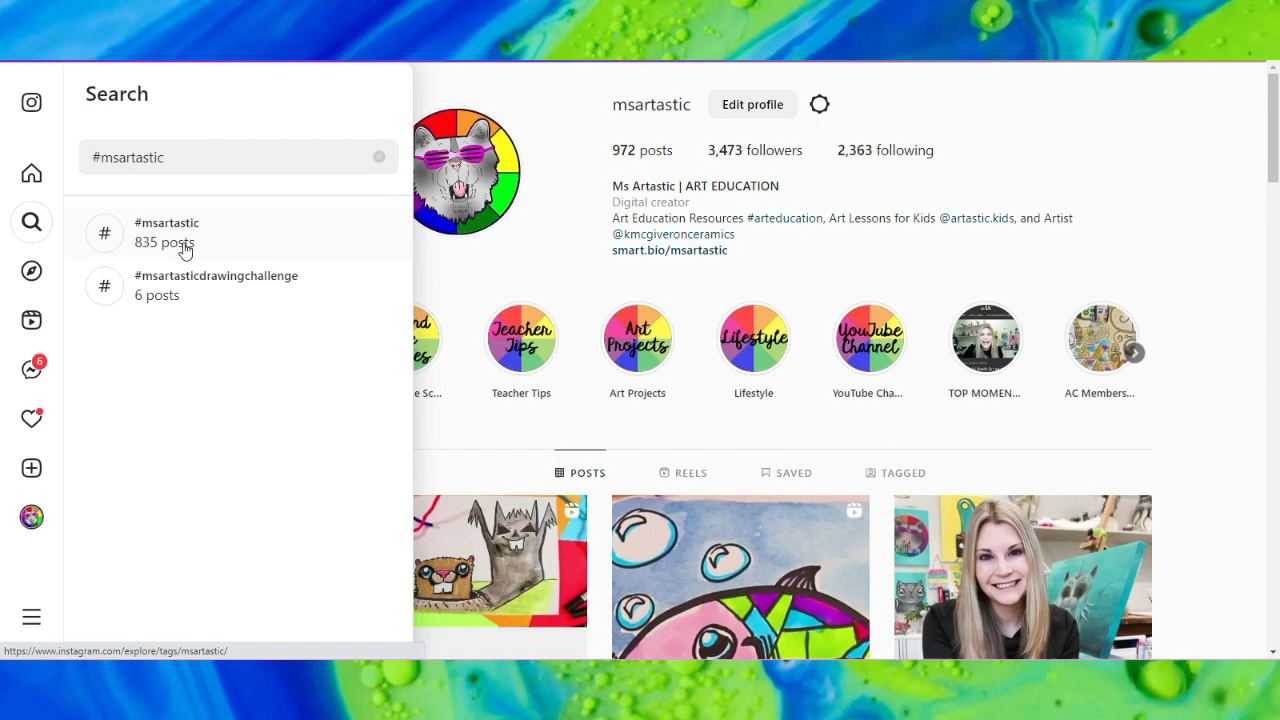 Search
#msartastic
#msartastic
835 posts
#msartasticdrawingchallenge
6 posts
6
msartastic
Edit profile
972 posts 3,473 followers 2,363 following
Ms Artastic | ART EDUCATION
Digital creator
Art Education Resources #arteducation, Art Lessons for Kids @artastic.kids, and Artist
@kmcgiveronceramics
smart.bio/msartastic
Teacher
Tips
Art
Projects
Lifestyle
YouTube
Channel
e Sc... Teacher Tips Art Projects Lifestyle YouTube Cha... TOP MOMEN... AC Members...
POSTS REELS SAVED TAGGED
https://www.instagram.com/explore/tags/msartastic/